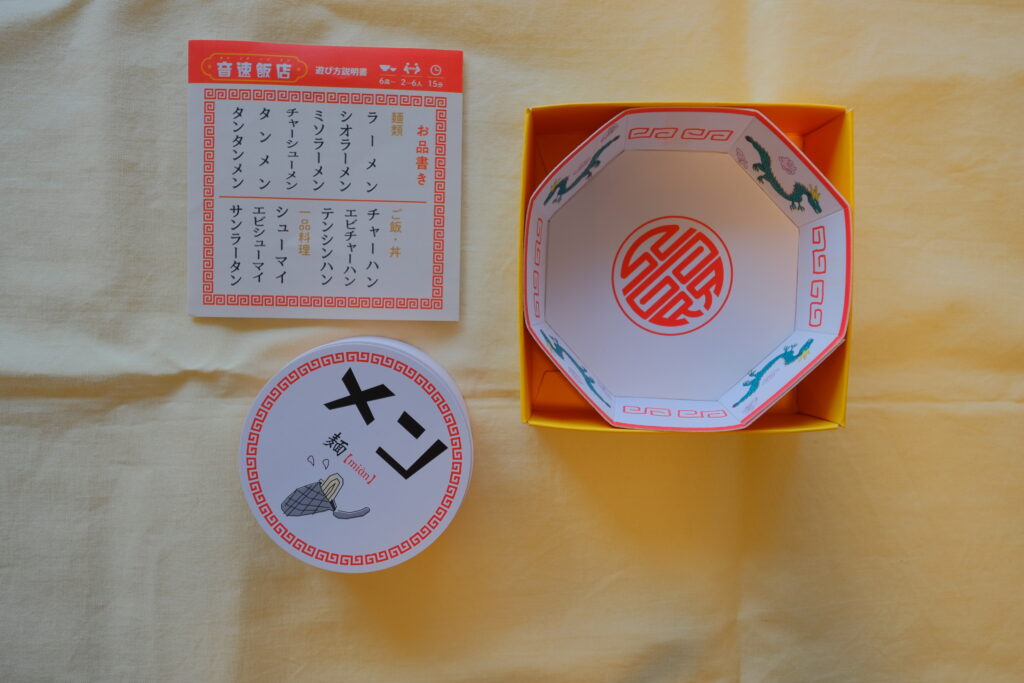 音速飯店
遊び方説明書
6歳〜 2-6人 15分
お品書き
麺類
ラーメン
シオラーメン
ミソラーメン
チャーシューメン
タンメン
タンタンメン
ご飯・丼
チャーハン
エビチャーハン
テンシンハン
一品料理
シューマイ
エビシューマイ
サンラータン
メン
麺
【miàn】